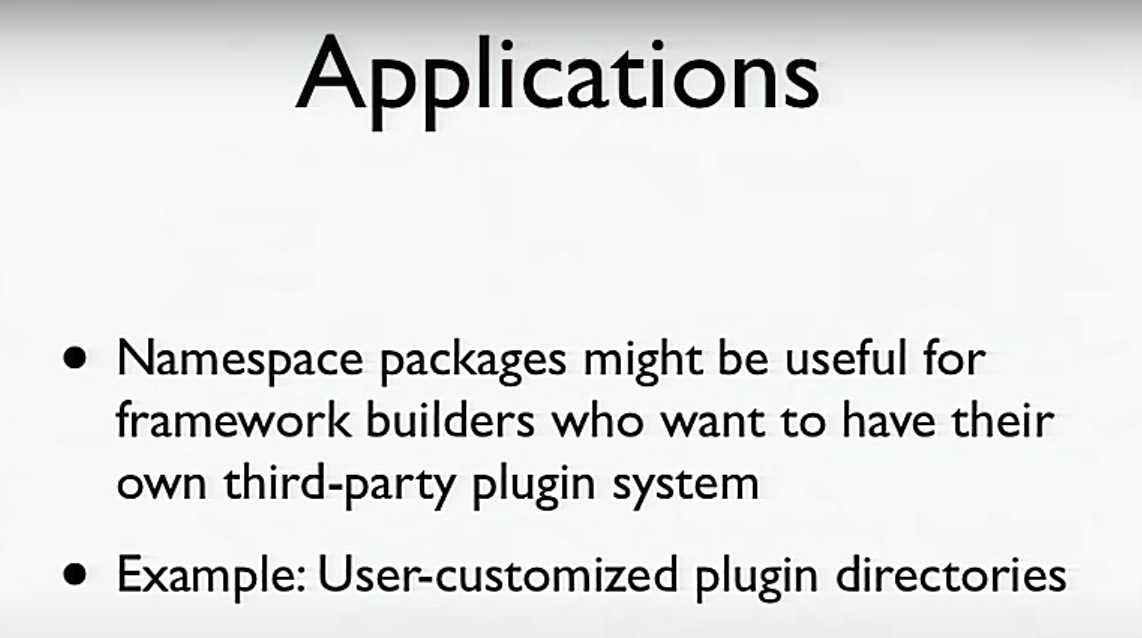 Applications
• Namespace packages might be useful for
framework builders who want to have their
own third-party plugin system
• Example: User-customized plugin directories